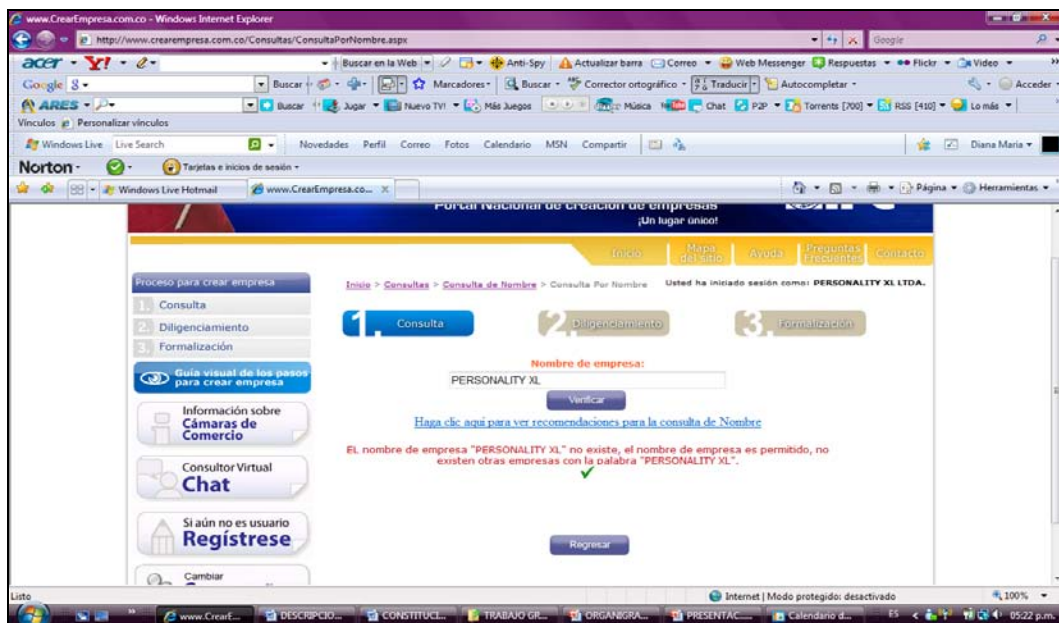 www.CrearEmpresa.com.co - Windows Internet Explorer
http://www.crearempresa.com.co/Consultas/ConsultaPorNombre.aspx Google
acer Y! Buscar en la Web Anti-Spy Actualizar barra Correo Web Messenger Respuestas Flickr Video
Google Buscar Marcadores Buscar Corrector ortográfico Traducir Autocompletar Acceder
ARES Buscar Jugar Nuevo TV! Más Juegos Música Chat P2P Torrents [700] RSS [410] Lo más
Vínculos Personalizar vínculos
Windows Live Live Search Novedades Perfil Correo Fotos Calendario MSN Compartir Diana Maria
Norton Tarjetas e inicios de sesión
Windows Live Hotmail www.CrearEmpresa.co... Página Herramientas
Portal Nacional de creación de empresas
¡Un lugar único!
Inicio Mapa del sitio Ayuda Preguntas Frecuentes Contacto
Proceso para crear empresa
1. Consulta
2. Diligenciamiento
3. Formalización
Guía visual de los pasos
para crear empresa
Información sobre
Cámaras de
Comercio
Consultor Virtual
Chat
Si aún no es usuario
Regístrese
Cambiar
Inicio > Consultas > Consulta de Nombre > Consulta Por Nombre Usted ha iniciado sesión como: PERSONALITY XL LTDA.
1. Consulta 2. Diligenciamiento 3. Formalización
Nombre de empresa:
PERSONALITY XL
Verificar
Haga clic aquí para ver recomendaciones para la consulta de Nombre
EL nombre de empresa "PERSONALITY XL" no existe, el nombre de empresa es permitido, no
existen otras empresas con la palabra "PERSONALITY XL".
Regresar
Listo Internet | Modo protegido: desactivado 100%
www.CrearE... DESCRIPCIO... CONSTITUCI... TRABAJO GR... ORGANIGRA... PRESENTAC... Calendario d... ES 05:22 p.m.